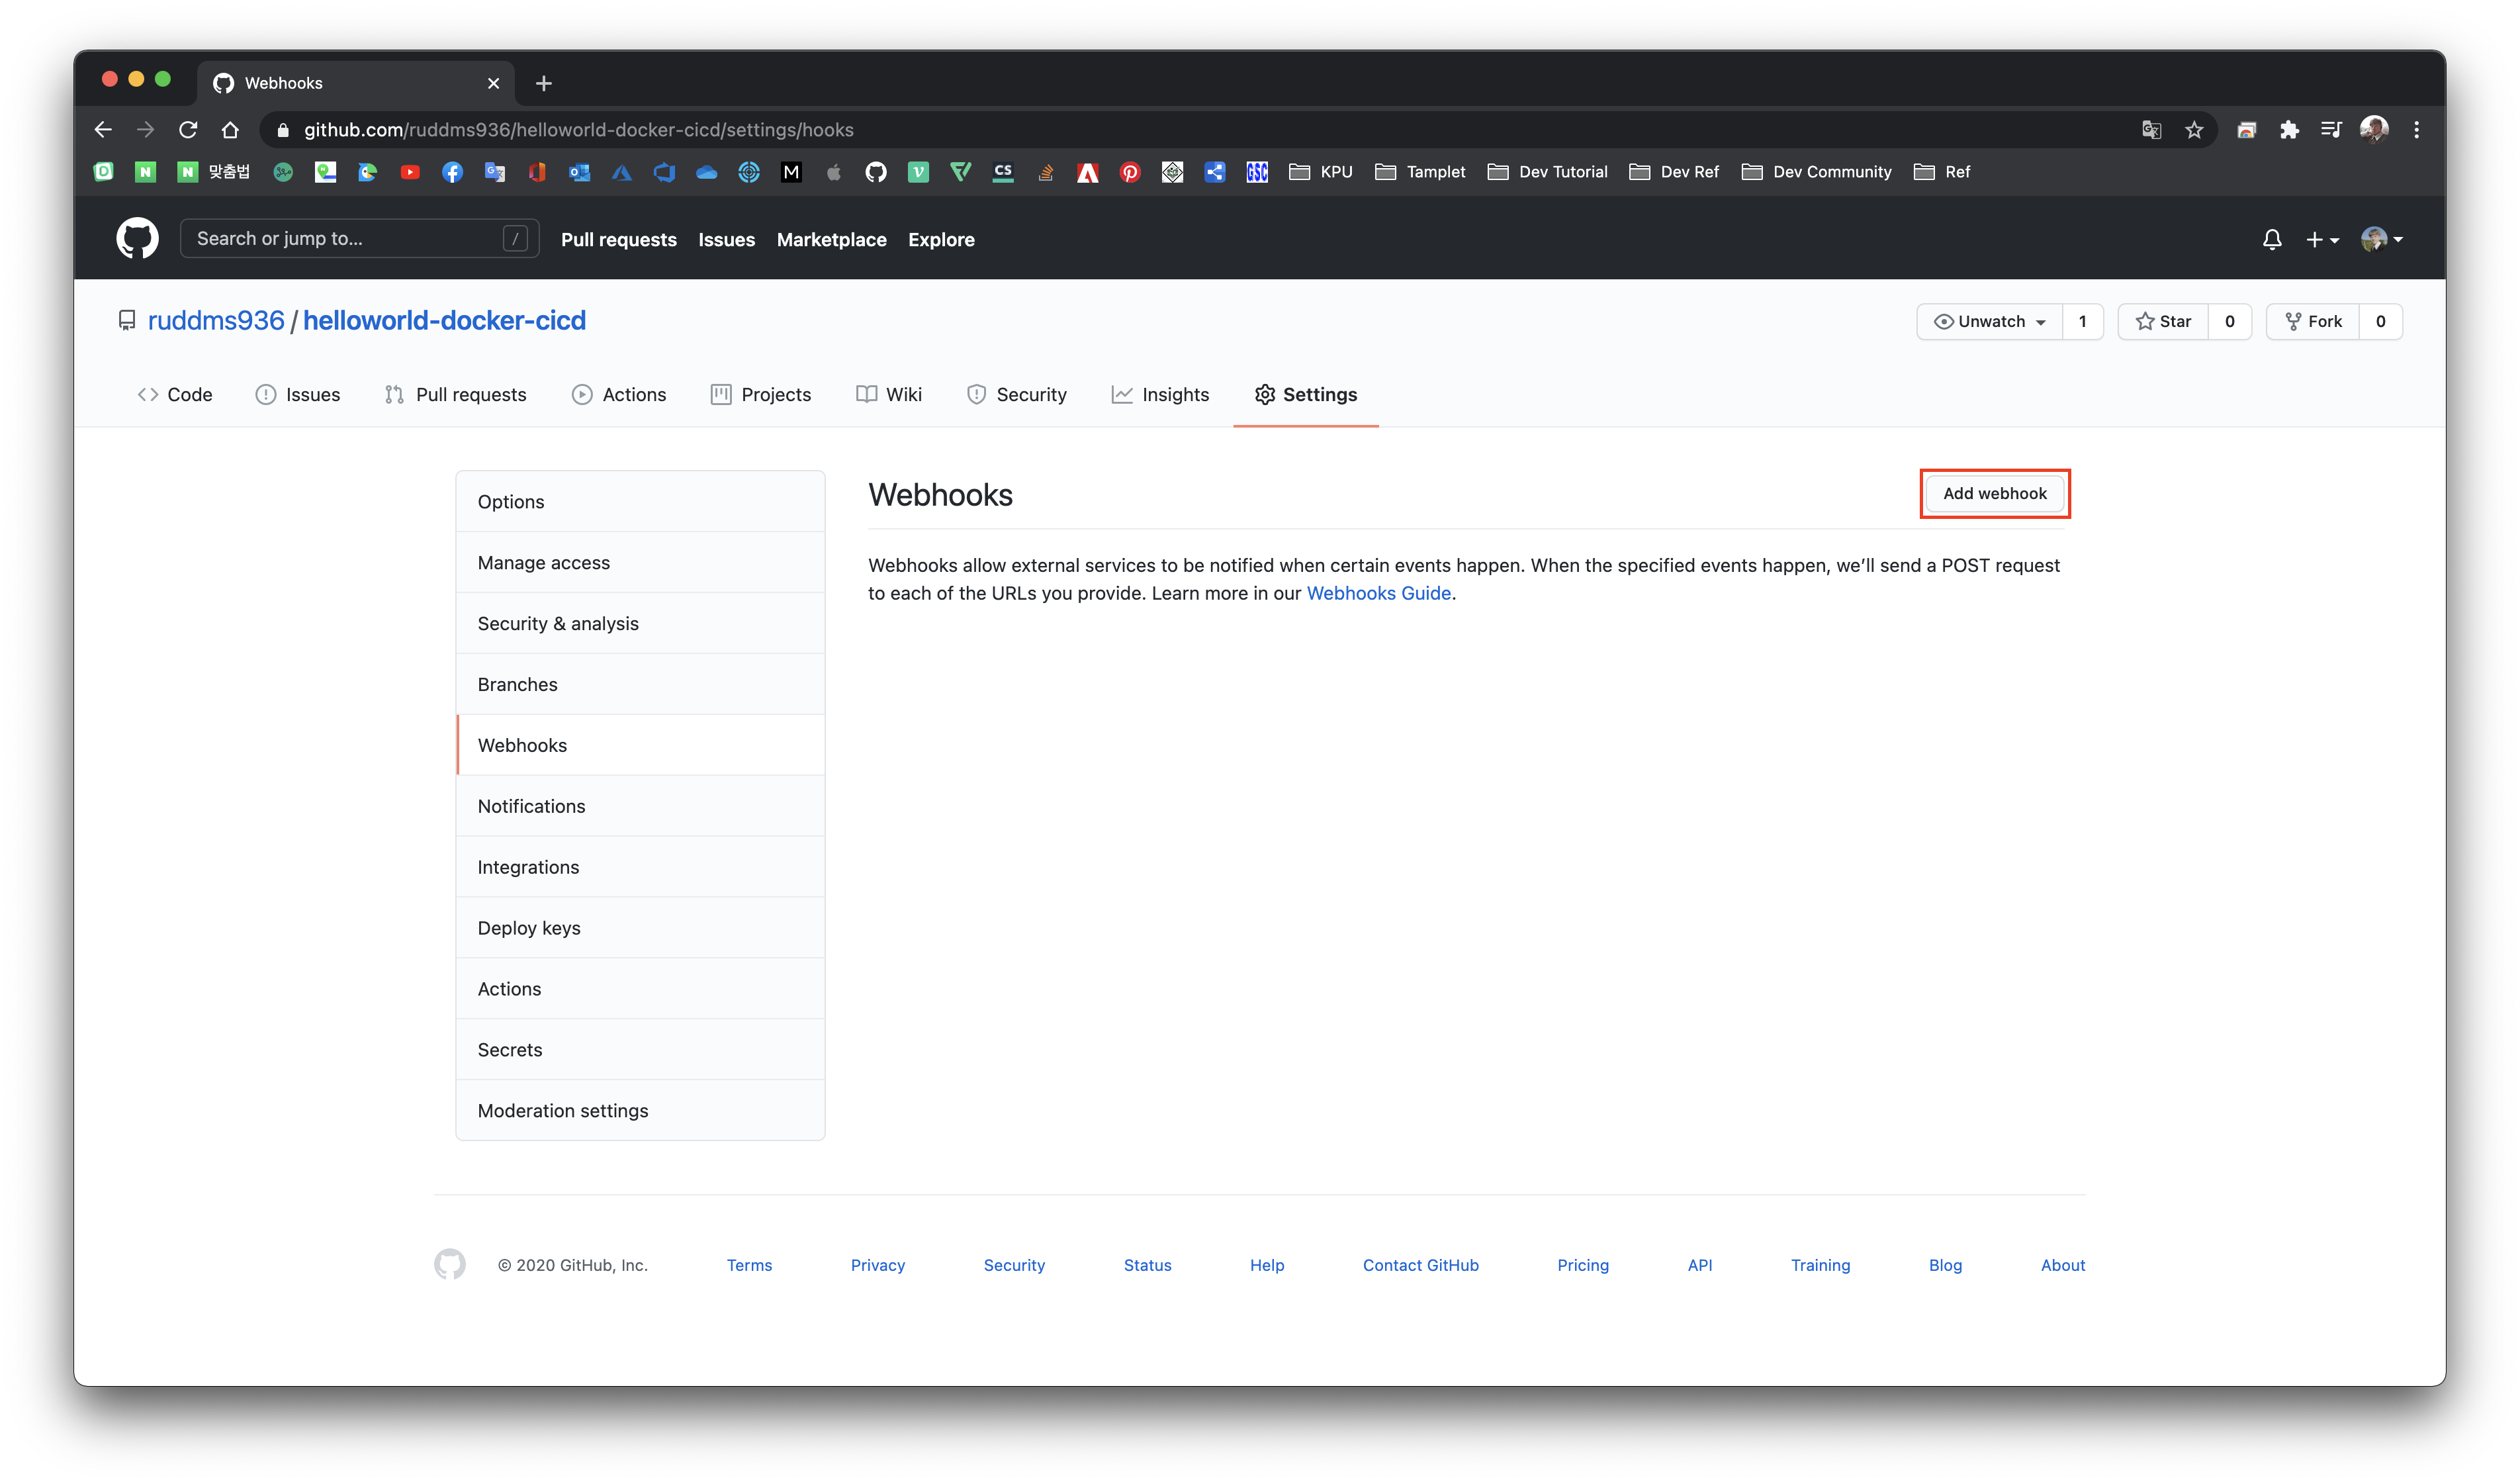 Webhooks
github.com/ruddms936/helloworld-docker-cicd/settings/hooks
N N 맞춤법 M V CS GSC KPU Tamplet Dev Tutorial Dev Ref Dev Community Ref
Search or jump to... / Pull requests Issues Marketplace Explore
ruddms936 / helloworld-docker-cicd Unwatch 1 Star 0 Fork 0
Code Issues Pull requests Actions Projects Wiki Security Insights Settings
Options
Manage access
Security & analysis
Branches
Webhooks
Notifications
Integrations
Deploy keys
Actions
Secrets
Moderation settings
Webhooks Add webhook
Webhooks allow external services to be notified when certain events happen. When the specified events happen, we’ll send a POST request
to each of the URLs you provide. Learn more in our Webhooks Guide.
© 2020 GitHub, Inc. Terms Privacy Security Status Help Contact GitHub Pricing API Training Blog About